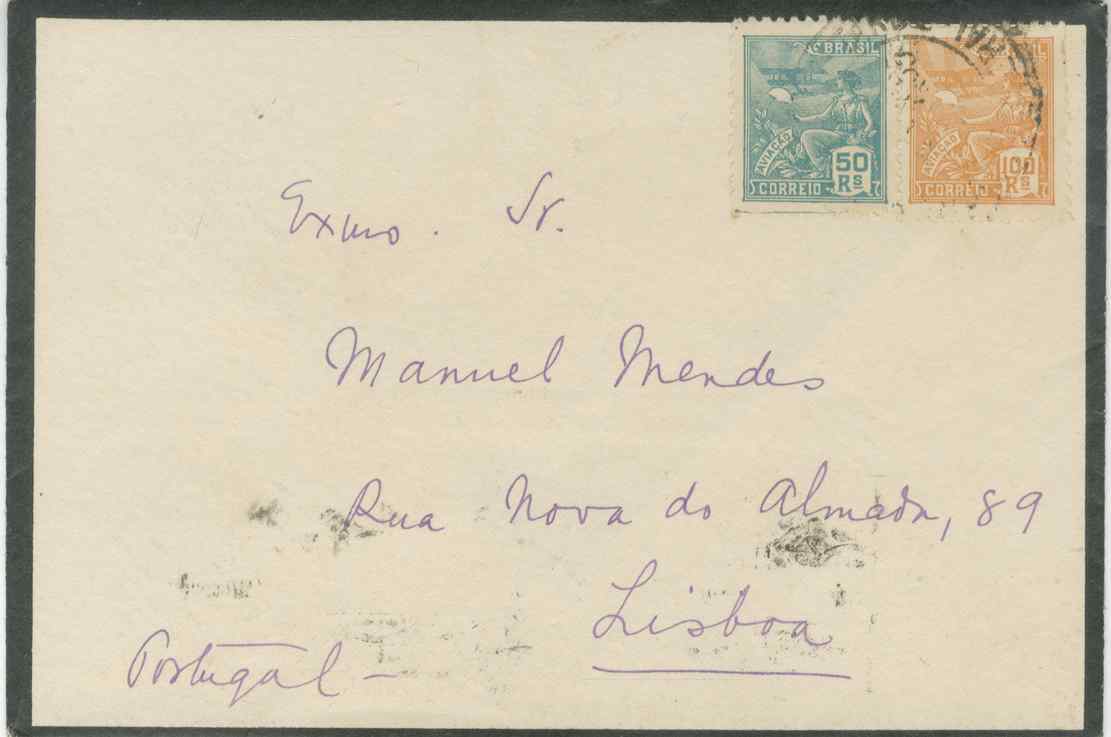 BRASIL
AVIAÇÃO
50 Rs
CORREIO
AVIAÇÃO
100 Rs
CORREIO
Exmo. Sr.
Manuel Mendes
Rua Nova do Almada, 89
Lisboa
Portugal –